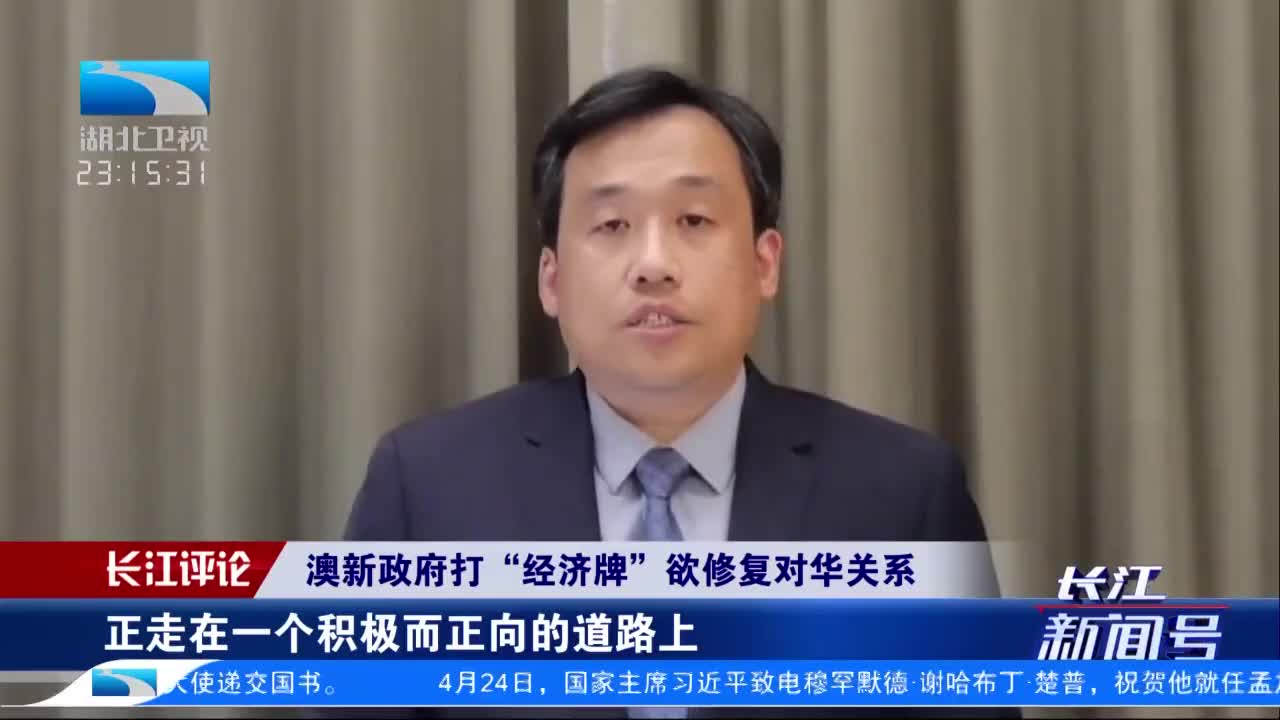 湖北卫视
23:15:31
长江评论
澳新政府打“经济牌”欲修复对华关系
正走在一个积极而正向的道路上
长江
新闻号
使递交国书。 4月24日，国家主席习近平致电穆罕默德·谢哈布丁·楚普，祝贺他就任孟